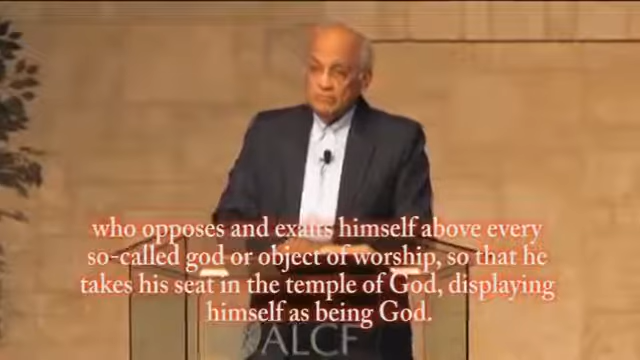 who opposes and exalts himself above every
so-called god or object of worship, so that he
takes his seat in the temple of God, displaying
himself as being God.
ALCF